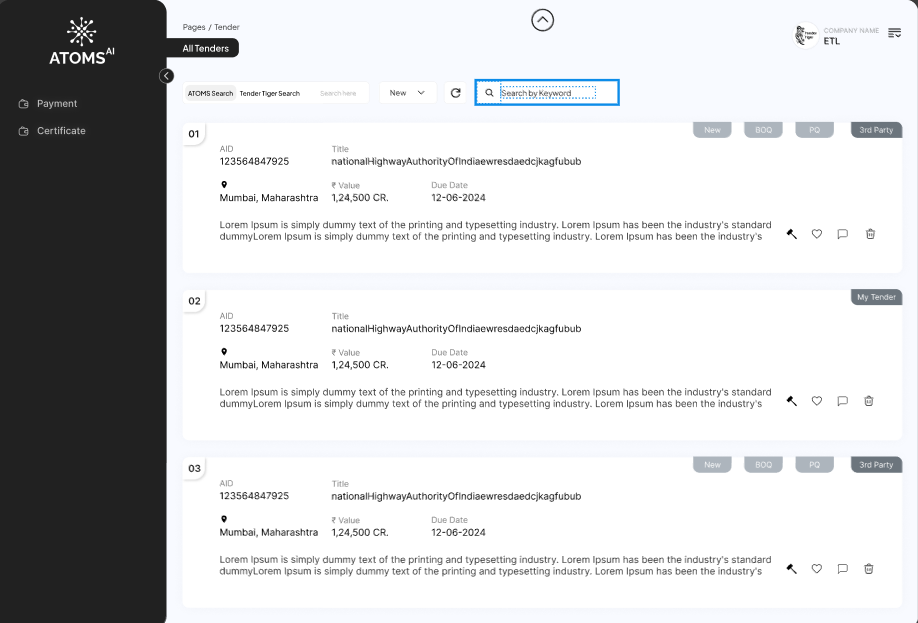 ATOMS AI
Payment
Certificate
Pages / Tender
All Tenders
COMPANY NAME
ETL
ATOMS Search
Tender Tiger Search
Search here
New
Search by Keyword
01
New
BOQ
PQ
3rd Party
AID
Title
123564847925
nationalHighwayAuthorityOfIndiaewresdaedcjkagfubub
₹ Value
Due Date
Mumbai, Maharashtra
1,24,500 CR.
12-06-2024
Lorem Ipsum is simply dummy text of the printing and typesetting industry. Lorem Ipsum has been the industry's standard
dummyLorem Ipsum is simply dummy text of the printing and typesetting industry. Lorem Ipsum has been the industry's
02
My Tender
AID
Title
123564847925
nationalHighwayAuthorityOfIndiaewresdaedcjkagfubub
₹ Value
Due Date
Mumbai, Maharashtra
1,24,500 CR.
12-06-2024
Lorem Ipsum is simply dummy text of the printing and typesetting industry. Lorem Ipsum has been the industry's standard
dummyLorem Ipsum is simply dummy text of the printing and typesetting industry. Lorem Ipsum has been the industry's
03
New
BOQ
PQ
3rd Party
AID
Title
123564847925
nationalHighwayAuthorityOfIndiaewresdaedcjkagfubub
₹ Value
Due Date
Mumbai, Maharashtra
1,24,500 CR.
12-06-2024
Lorem Ipsum is simply dummy text of the printing and typesetting industry. Lorem Ipsum has been the industry's standard
dummyLorem Ipsum is simply dummy text of the printing and typesetting industry. Lorem Ipsum has been the industry's